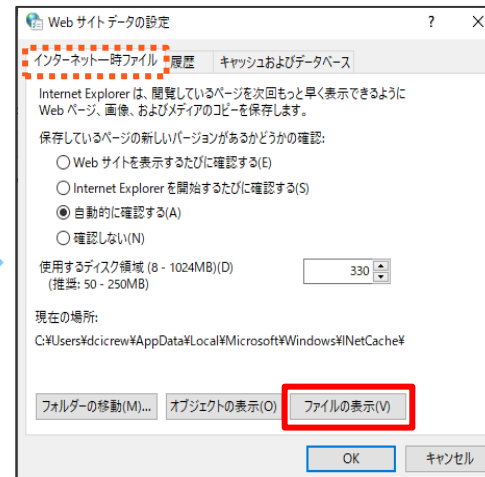 Web サイト データの設定 ? ×
インターネット一時ファイル 履歴 キャッシュおよびデータベース
Internet Explorer は、閲覧しているページを次回もっと早く表示できるように
Web ページ、画像、およびメディアのコピーを保存します。
保存しているページの新しいバージョンがあるかどうかの確認:
Web サイトを表示するたびに確認する(E)
Internet Explorer を開始するたびに確認する(S)
自動的に確認する(A)
確認しない(N)
使用するディスク領域 (8 - 1024MB)(D) 330
(推奨: 50 - 250MB)
現在の場所:
C:¥Users¥dcicrew¥AppData¥Local¥Microsoft¥Windows¥INetCache¥
フォルダーの移動(M)... オブジェクトの表示(O) ファイルの表示(V)
OK キャンセル